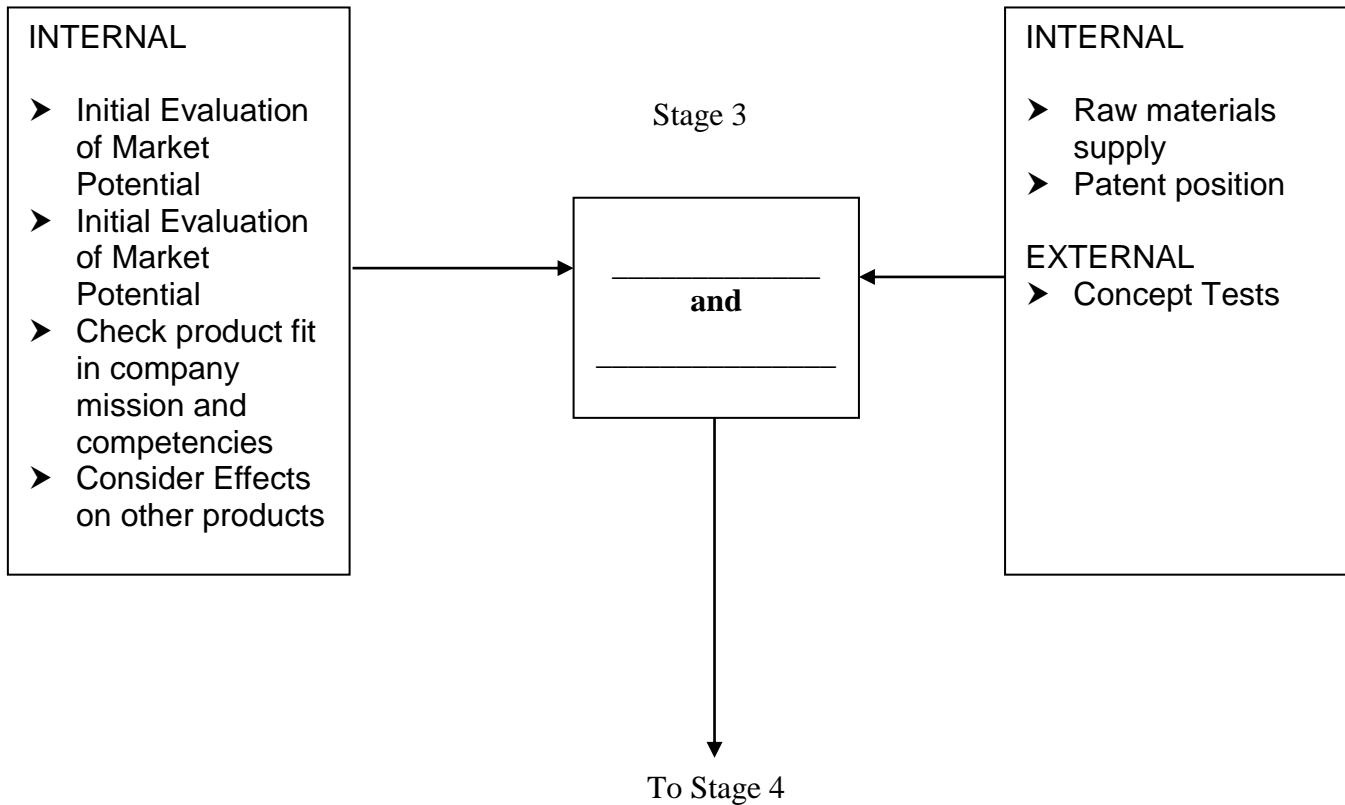 INTERNAL
➤ Initial Evaluation
of Market
Potential
➤ Initial Evaluation
of Market
Potential
➤ Check product fit
in company
mission and
competencies
➤ Consider Effects
on other products
Stage 3
_____________
and
_______________
INTERNAL
➤ Raw materials
supply
➤ Patent position
EXTERNAL
➤ Concept Tests
To Stage 4